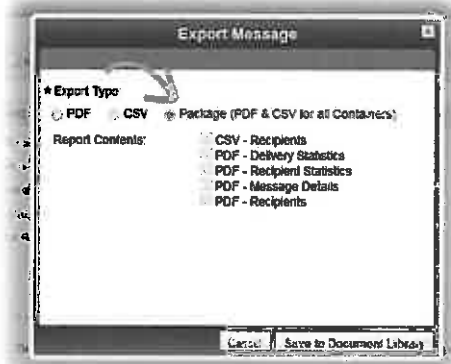 Export Message
* Export Type
PDF CSV Package (PDF & CSV for all Containers)
Report Contents: CSV - Recipients
PDF - Delivery Statistics
PDF - Recipient Statistics
PDF - Message Details
PDF - Recipients
Cancel Save to Document Library